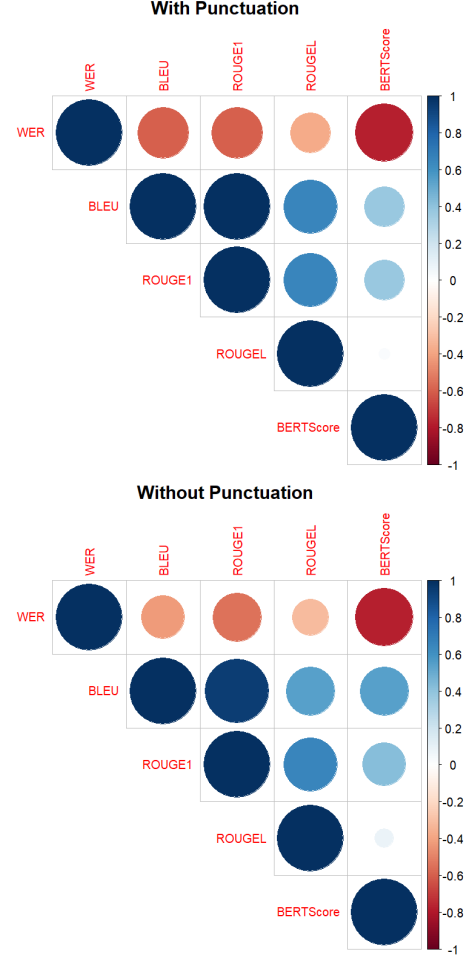 With Punctuation
WER
BLEU
ROUGE1
ROUGEL
BERTScore
WER
BLEU
ROUGE1
ROUGEL
BERTScore
1
0.8
0.6
0.4
0.2
0
-0.2
-0.4
-0.6
-0.8
-1
Without Punctuation
WER
BLEU
ROUGE1
ROUGEL
BERTScore
WER
BLEU
ROUGE1
ROUGEL
BERTScore
1
0.8
0.6
0.4
0.2
0
-0.2
-0.4
-0.6
-0.8
-1